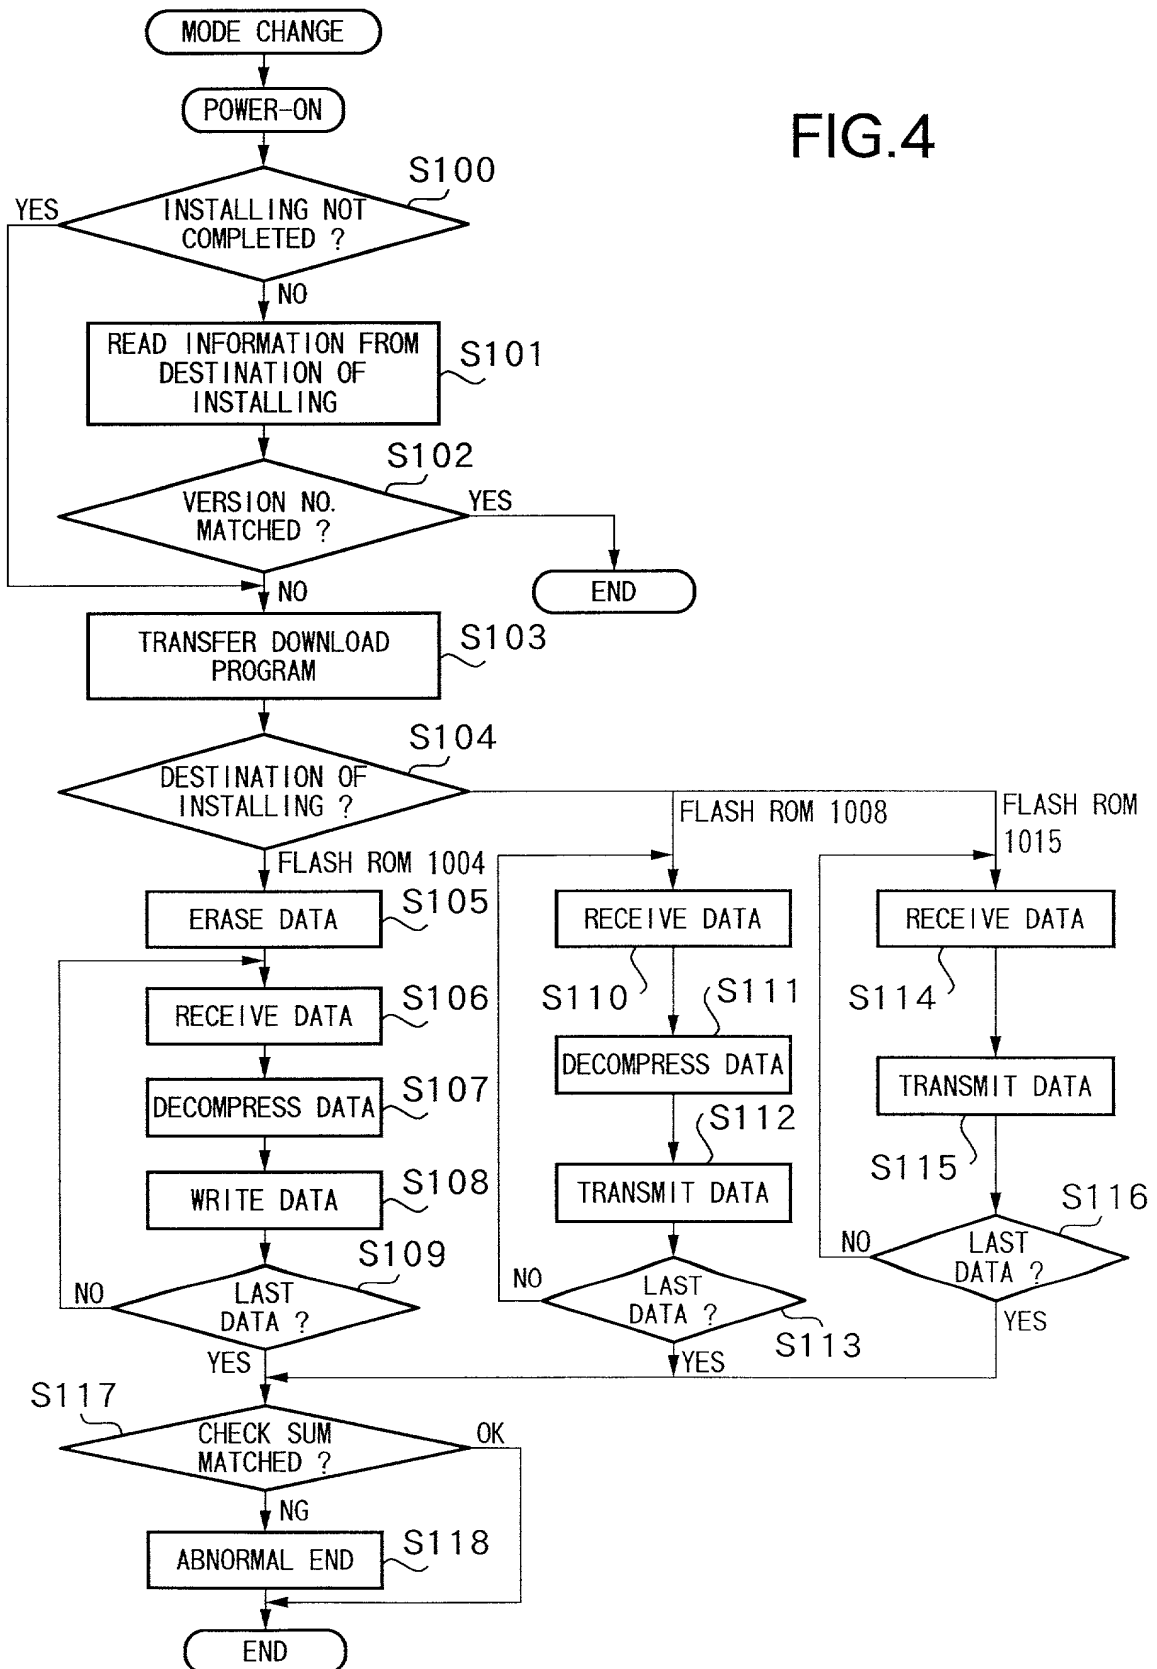 MODE CHANGE
POWER-ON
FIG.4
S100
YES
INSTALLING NOT
COMPLETED ?
NO
READ INFORMATION FROM
DESTINATION OF
INSTALLING
S101
S102
VERSION NO.
MATCHED ?
YES
NO
END
TRANSFER DOWNLOAD
PROGRAM
S103
S104
DESTINATION OF
INSTALLING ?
FLASH ROM 1004
FLASH ROM 1008
FLASH ROM
1015
ERASE DATA
S105
RECEIVE DATA
S106
DECOMPRESS DATA
S107
WRITE DATA
S108
S109
NO
LAST
DATA ?
YES
RECEIVE DATA
S110
S111
DECOMPRESS DATA
S112
TRANSMIT DATA
NO
LAST
DATA ?
S113
YES
RECEIVE DATA
S114
TRANSMIT DATA
S115
S116
NO
LAST
DATA ?
YES
S117
CHECK SUM
MATCHED ?
OK
NG
ABNORMAL END
S118
END